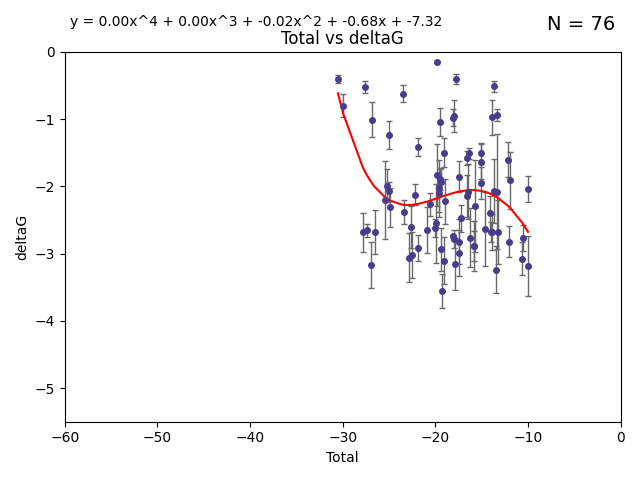 y = 0.00x^4 + 0.00x^3 + -0.02x^2 + -0.68x + -7.32
N = 76
Total vs deltaG
0
−1
−2
−3
−4
−5
deltaG
−60
−50
−40
−30
−20
−10
0
Total